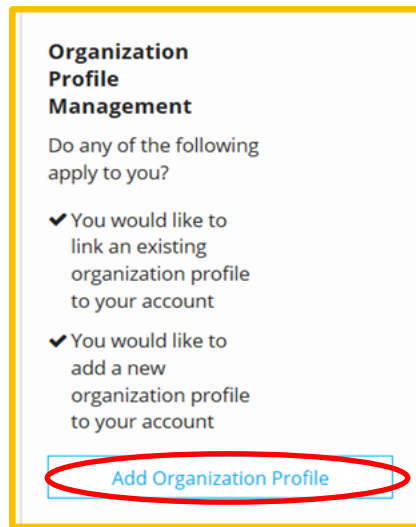 Organization
Profile
Management
Do any of the following
apply to you?
✔ You would like to
link an existing
organization profile
to your account
✔ You would like to
add a new
organization profile
to your account
Add Organization Profile